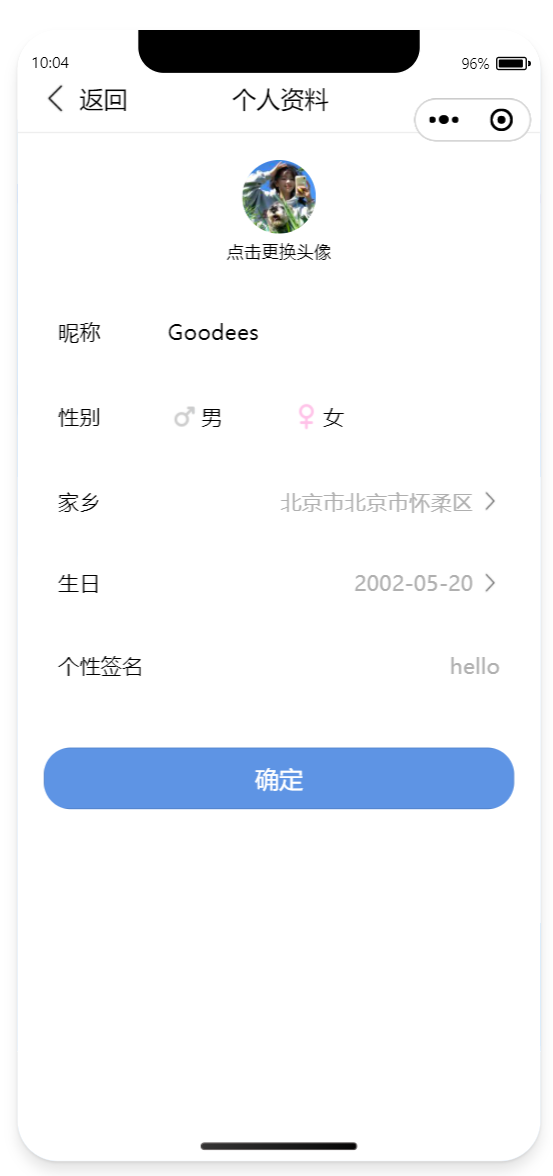 10:04
96%
返回
个人资料
点击更换头像
昵称 Goodees
性别 男 女
家乡 北京市北京市怀柔区
生日 2002-05-20
个性签名 hello
确定